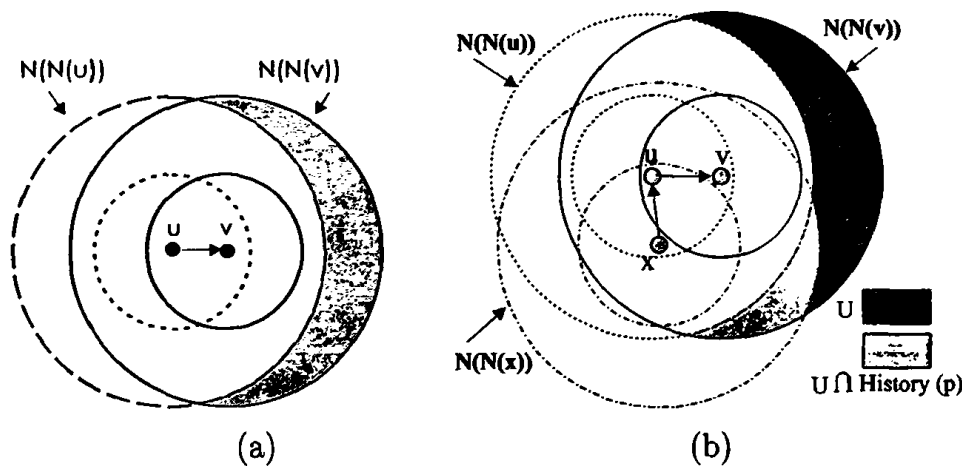 N(N(u))
N(N(v))
u
v
(a)
N(N(u))
N(N(v))
u
v
x
N(N(x))
U
U ∩ History (p)
(b)